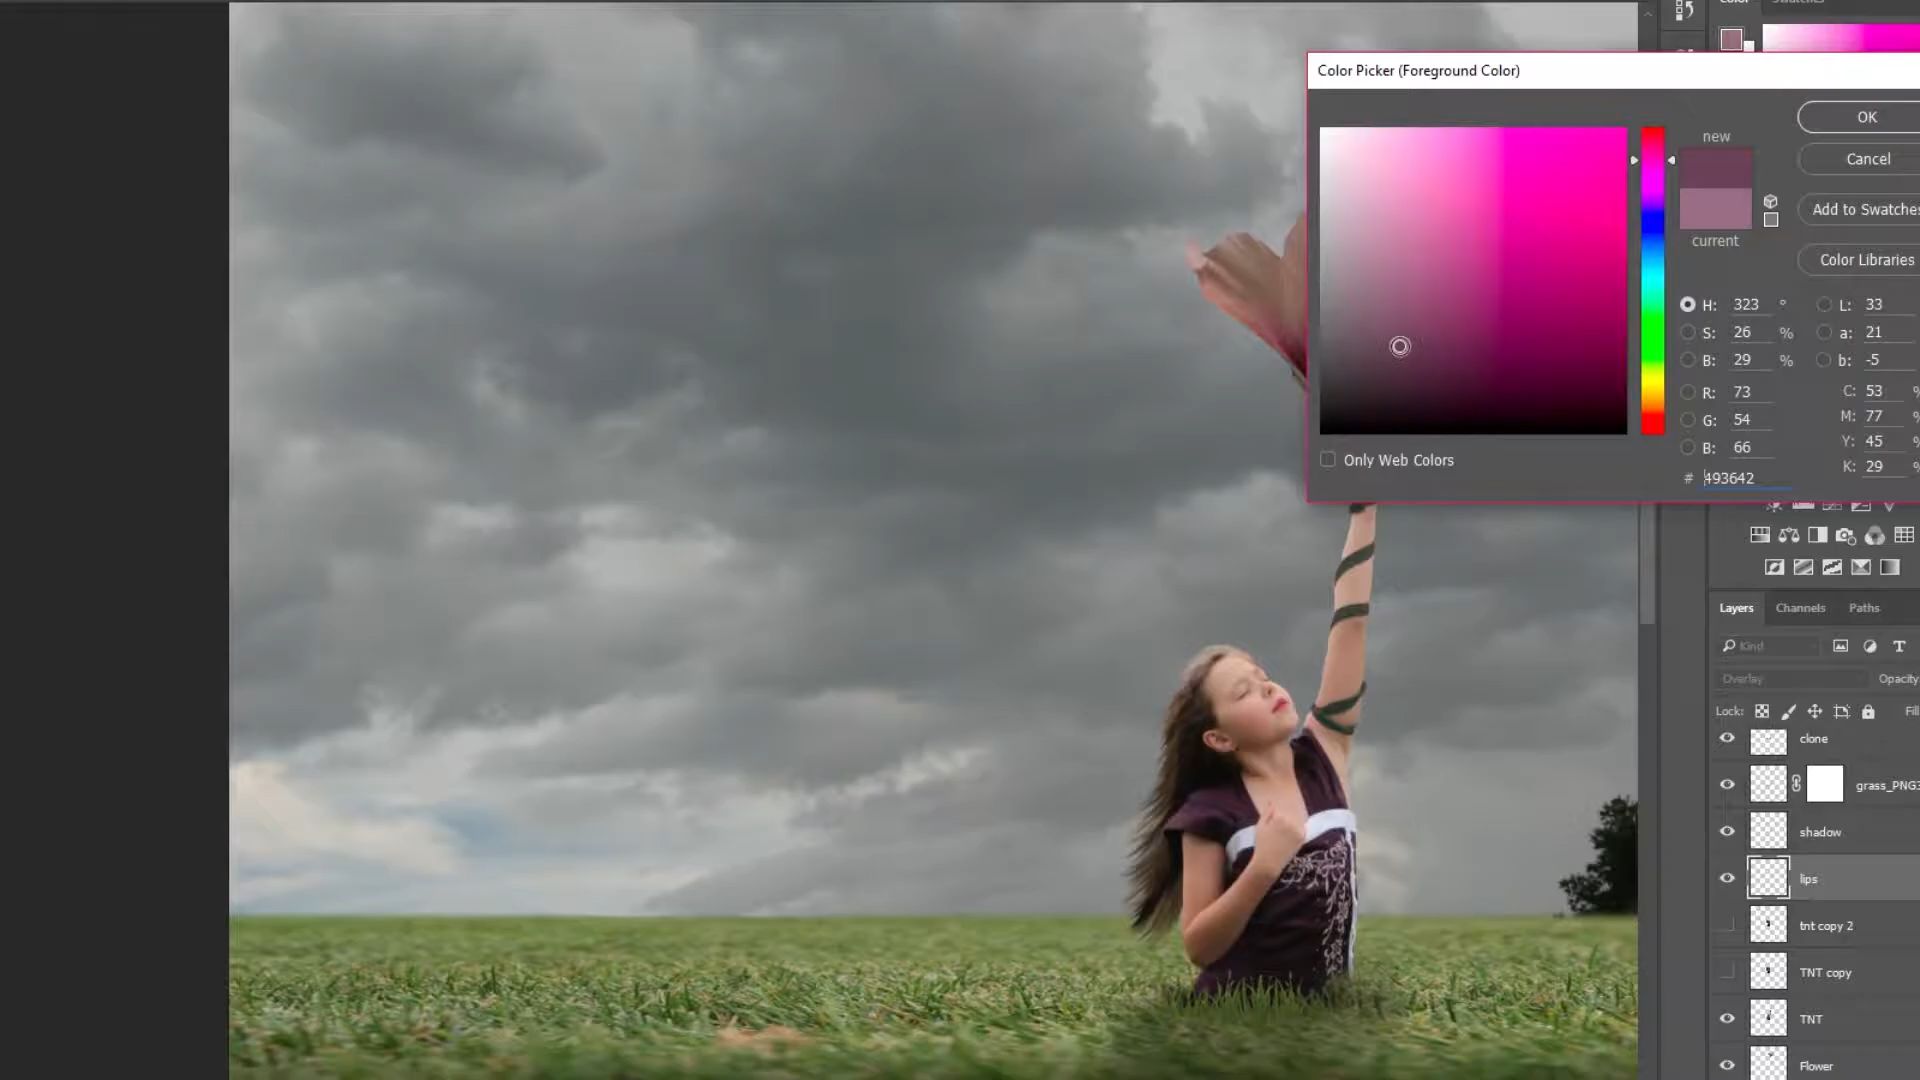 Color Picker (Foreground Color)
OK
new
Cancel
Add to Swatches
current
Color Libraries
H: 323 °
L: 33
S: 26 %
a: 21
B: 29 %
b: -5
R: 73
C: 53 %
G: 54
M: 77 %
B: 66
Y: 45 %
Only Web Colors
K: 29 %
# 493642
Layers Channels Paths
Kind
Overlay
Opacity
Lock:
Fill
clone
grass_PNG3
shadow
lips
tnt copy 2
TNT copy
TNT
Flower